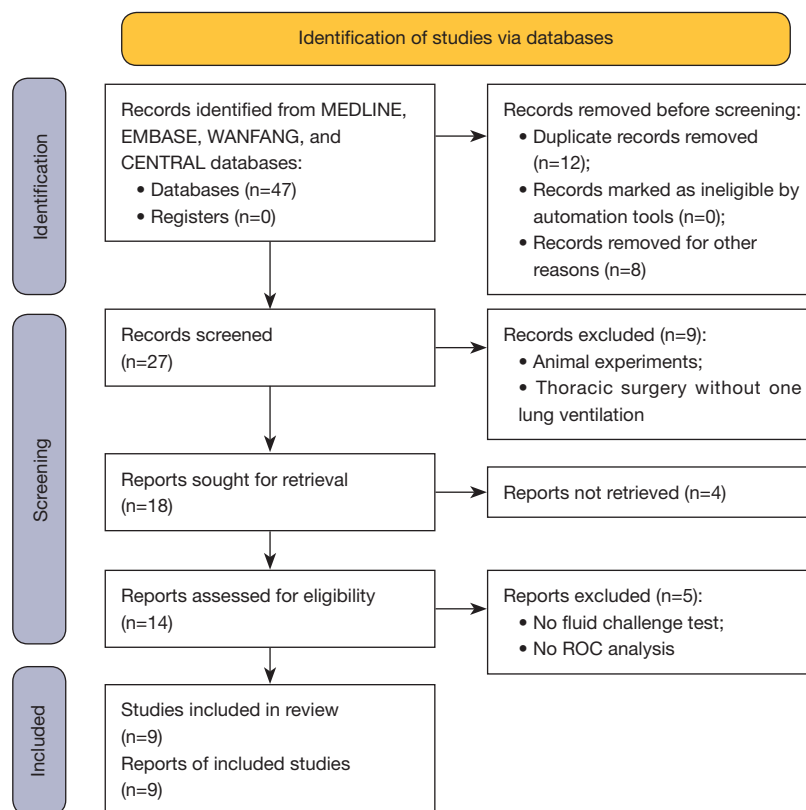 Identification of studies via databases
Identification
Records identified from MEDLINE,
EMBASE, WANFANG, and
CENTRAL databases:
• Databases (n=47)
• Registers (n=0)
Records removed before screening:
• Duplicate records removed
(n=12);
• Records marked as ineligible by
automation tools (n=0);
• Records removed for other
reasons (n=8)
Screening
Records screened
(n=27)
Records excluded (n=9):
• Animal experiments;
• Thoracic surgery without one
lung ventilation
Reports sought for retrieval
(n=18)
Reports not retrieved (n=4)
Reports assessed for eligibility
(n=14)
Reports excluded (n=5):
• No fluid challenge test;
• No ROC analysis
Included
Studies included in review
(n=9)
Reports of included studies
(n=9)